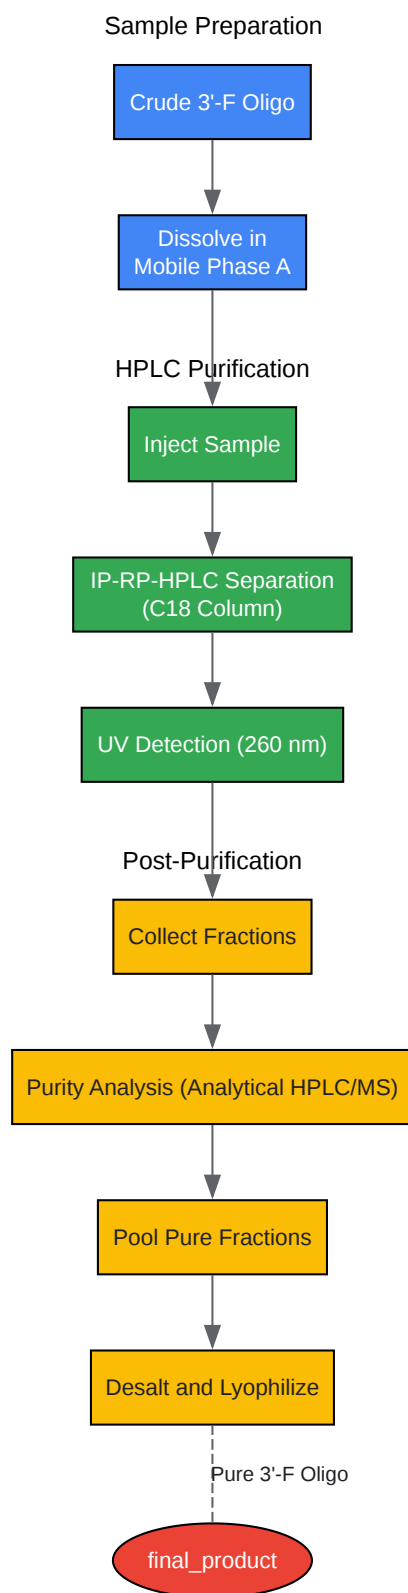 Sample Preparation
Crude 3'-F Oligo
Dissolve in
Mobile Phase A
HPLC Purification
Inject Sample
IP-RP-HPLC Separation
(C18 Column)
UV Detection (260 nm)
Post-Purification
Collect Fractions
Purity Analysis (Analytical HPLC/MS)
Pool Pure Fractions
Desalt and Lyophilize
Pure 3'-F Oligo
final_product